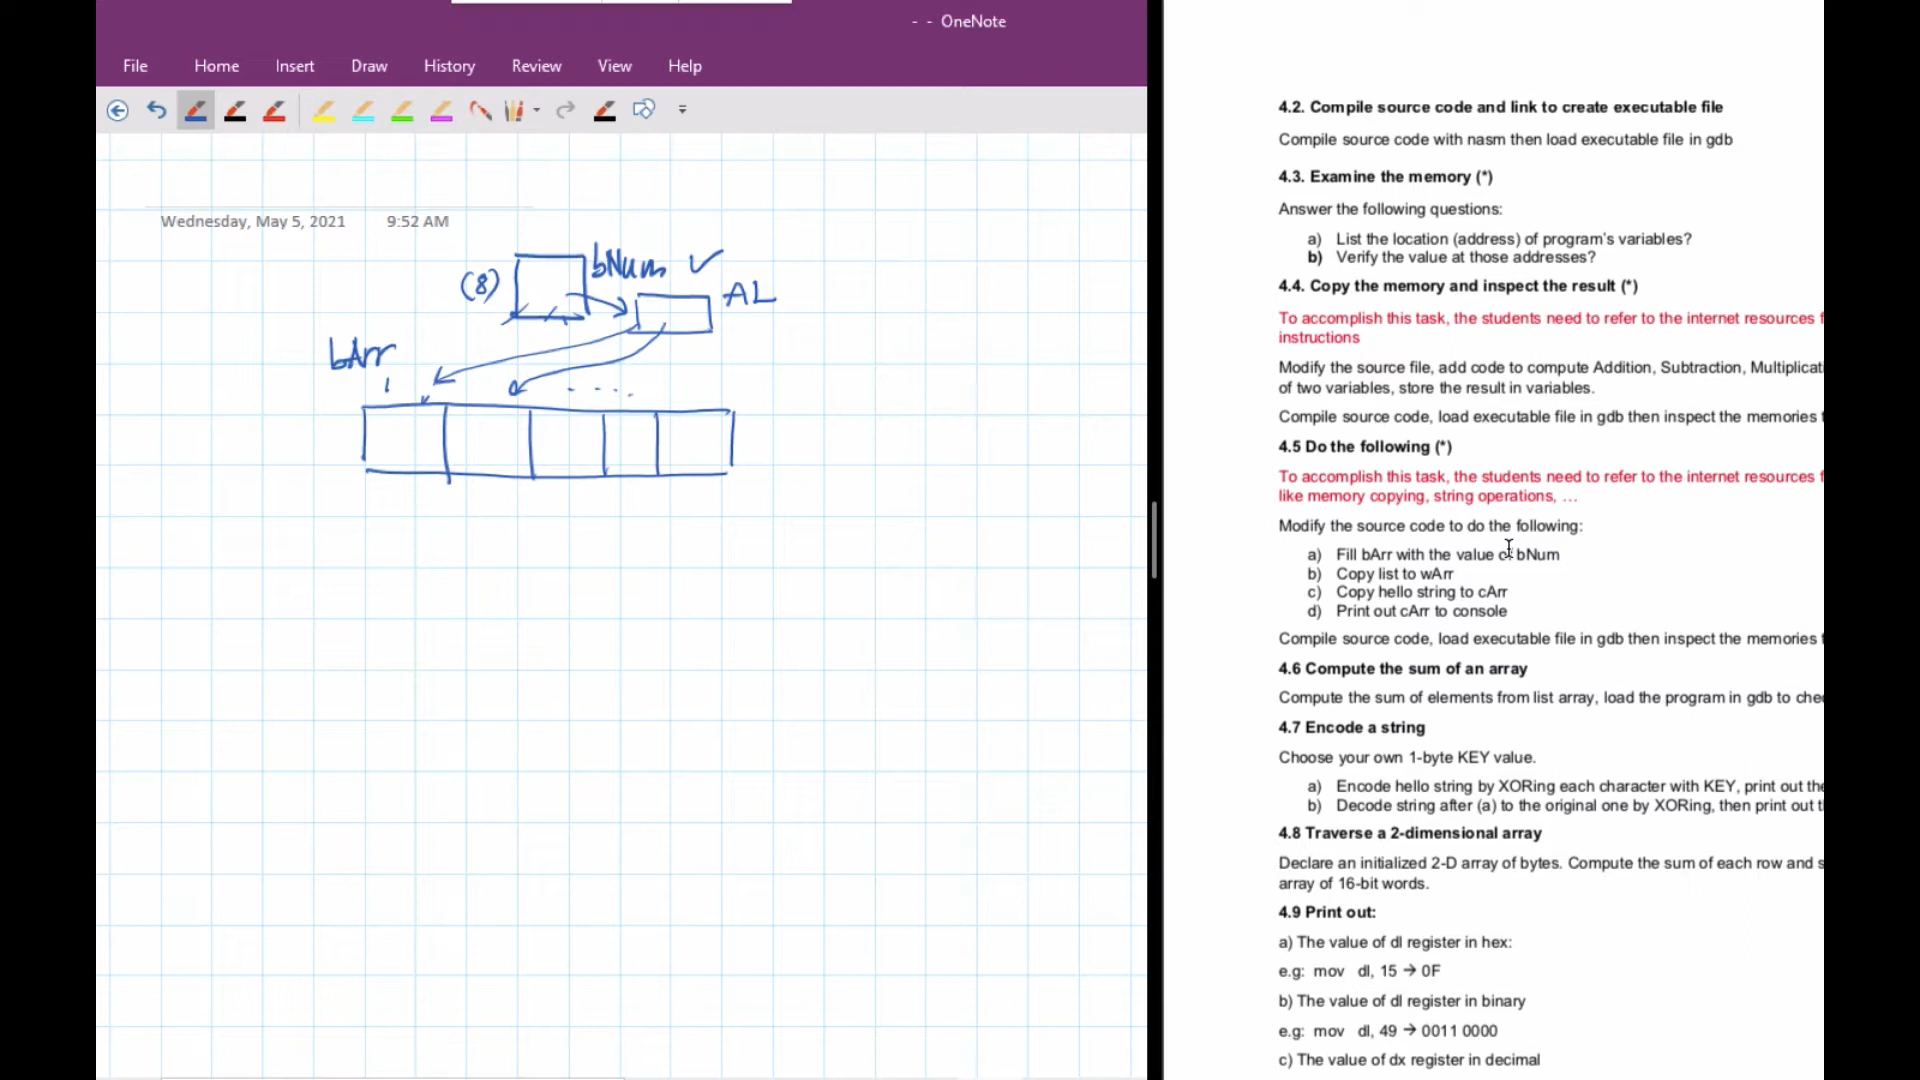 - - OneNote
File Home Insert Draw History Review View Help
Wednesday, May 5, 2021 9:52 AM
(8) bNum
AL
bArr
4.2. Compile source code and link to create executable file
Compile source code with nasm then load executable file in gdb
4.3. Examine the memory (*)
Answer the following questions:
a) List the location (address) of program's variables?
b) Verify the value at those addresses?
4.4. Copy the memory and inspect the result (*)
To accomplish this task, the students need to refer to the internet resources
instructions
Modify the source file, add code to compute Addition, Subtraction, Multiplicati
of two variables, store the result in variables.
Compile source code, load executable file in gdb then inspect the memories
4.5 Do the following (*)
To accomplish this task, the students need to refer to the internet resources
like memory copying, string operations, ...
Modify the source code to do the following:
a) Fill bArr with the value of bNum
b) Copy list to wArr
c) Copy hello string to cArr
d) Print out cArr to console
Compile source code, load executable file in gdb then inspect the memories
4.6 Compute the sum of an array
Compute the sum of elements from list array, load the program in gdb to che
4.7 Encode a string
Choose your own 1-byte KEY value.
a) Encode hello string by XORing each character with KEY, print out the
b) Decode string after (a) to the original one by XORing, then print out t
4.8 Traverse a 2-dimensional array
Declare an initialized 2-D array of bytes. Compute the sum of each row and s
array of 16-bit words.
4.9 Print out:
a) The value of dl register in hex:
e.g: mov dl, 15 → 0F
b) The value of dl register in binary
e.g: mov dl, 49 → 0011 0000
c) The value of dx register in decimal